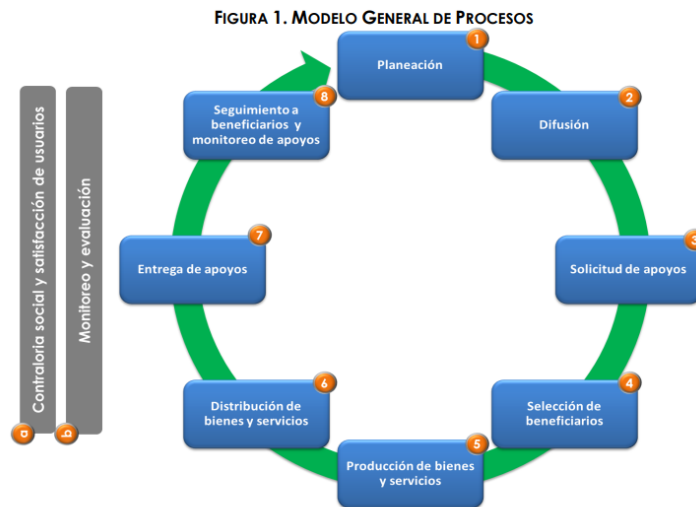 FIGURA 1. MODELO GENERAL DE PROCESOS
1
Planeación
2
Difusión
3
Solicitud de apoyos
4
Selección de
beneficiarios
5
Producción de bienes
y servicios
6
Distribución de
bienes y servicios
7
Entrega de apoyos
8
Seguimiento a
beneficiarios y
monitoreo de apoyos
a
Contraloría social y satisfacción de usuarios
b
Monitoreo y evaluación